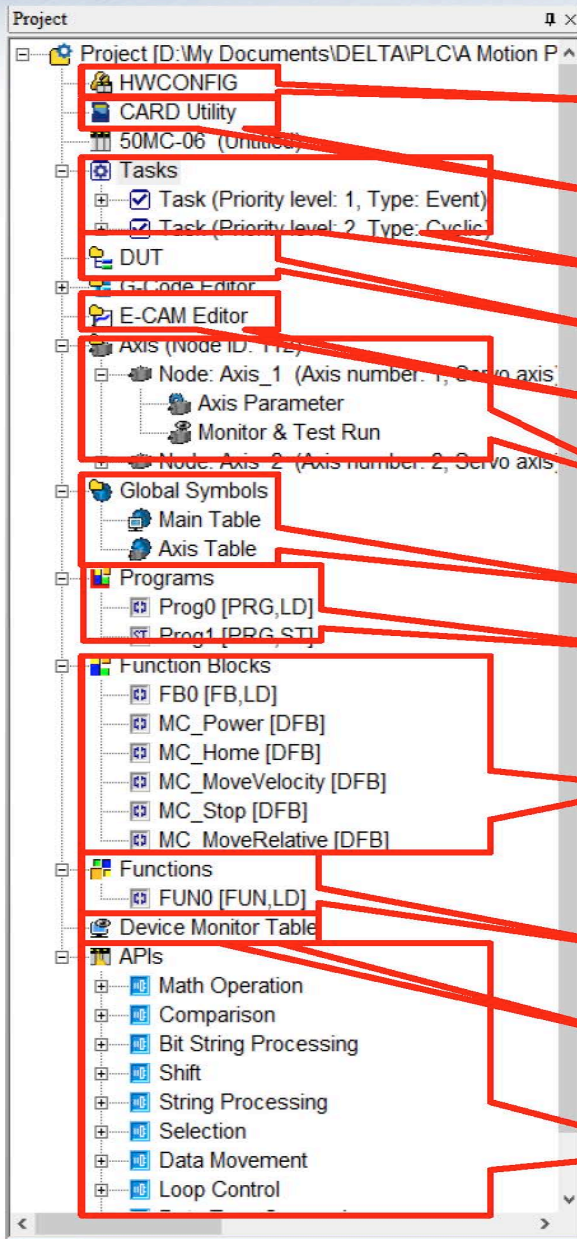 Project
Project [D:\My Documents\DELTA\PLC\A Motion P
HWCONFIG
CARD Utility
50MC-06 (Untitled)
Tasks
Task (Priority level: 1, Type: Event)
Task (Priority level: 2, Type: Cyclic)
DUT
G-Code Editor
E-CAM Editor
Axis (Node ID: 112)
Node: Axis_1 (Axis number: 1, Servo axis
Axis Parameter
Monitor & Test Run
Node: Axis_2 (Axis number: 2, Servo axis
Global Symbols
Main Table
Axis Table
Programs
Prog0 [PRG,LD]
ST Prog1 [PRG,ST]
Function Blocks
FB0 [FB,LD]
MC_Power [DFB]
MC_Home [DFB]
MC_MoveVelocity [DFB]
MC_Stop [DFB]
MC_MoveRelative [DFB]
Functions
FUN0 [FUN,LD]
Device Monitor Table
APIs
Math Operation
Comparison
Bit String Processing
Shift
String Processing
Selection
Data Movement
Loop Control